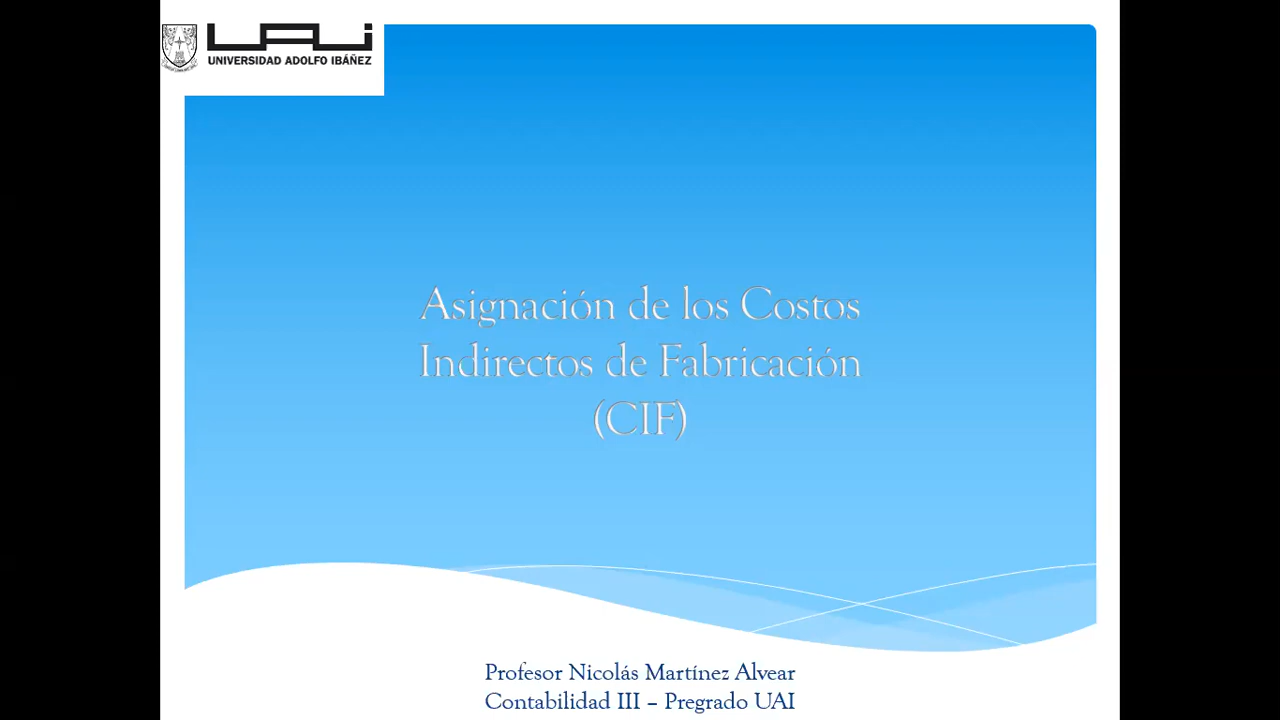 UAI
UNIVERSIDAD ADOLFO IBÁÑEZ
Asignación de los Costos
Indirectos de Fabricación
(CIF)
Profesor Nicolás Martínez Alvear
Contabilidad III – Pregrado UAI